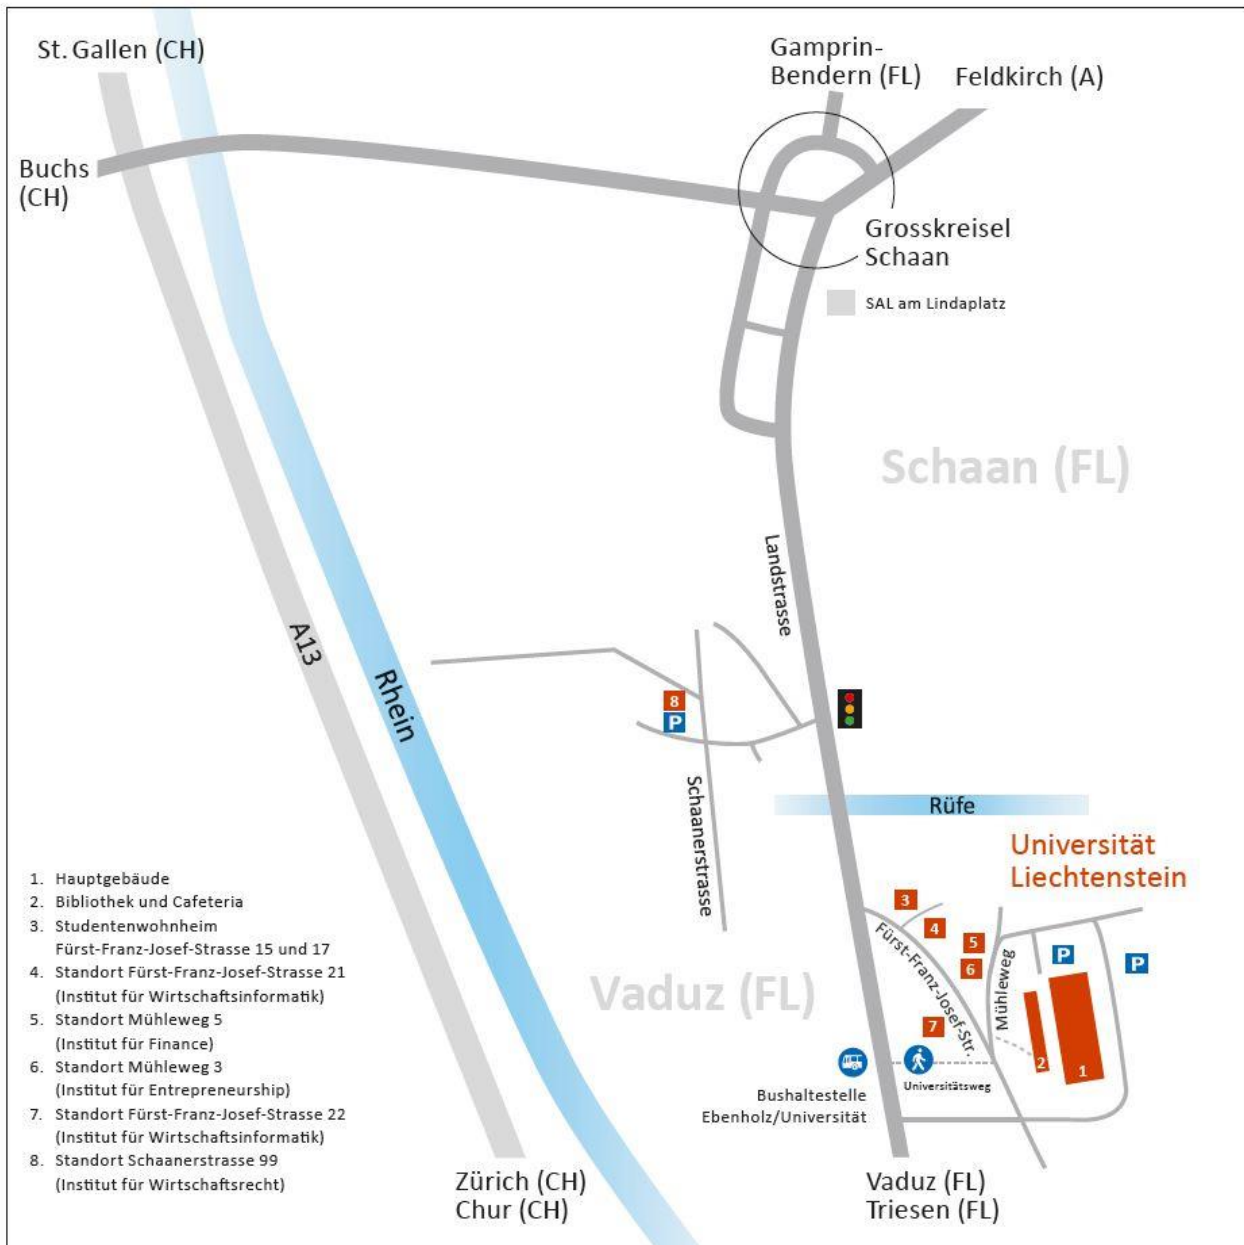 St. Gallen (CH)
Gamprin-
Bendern (FL)
Feldkirch (A)
Buchs
(CH)
Grosskreisel
Schaan
SAL am Lindaplatz
Schaan (FL)
Landstrasse
A13
Rhein
8
P
Schaanerstrasse
Rüfe
Universität
Liechtenstein
1. Hauptgebäude
2. Bibliothek und Cafeteria
3. Studentenwohnheim
Fürst-Franz-Josef-Strasse 15 und 17
4. Standort Fürst-Franz-Josef-Strasse 21
(Institut für Wirtschaftsinformatik)
5. Standort Mühleweg 5
(Institut für Finance)
6. Standort Mühleweg 3
(Institut für Entrepreneurship)
7. Standort Fürst-Franz-Josef-Strasse 22
(Institut für Wirtschaftsinformatik)
8. Standort Schaanerstrasse 99
(Institut für Wirtschaftsrecht)
3
4
5
6
P
P
Fürst-Franz-Josef-Str.
Mühleweg
Vaduz (FL)
7
2
1
Universitätsweg
Bushaltestelle
Ebenholz/Universität
Zürich (CH)
Chur (CH)
Vaduz (FL)
Triesen (FL)